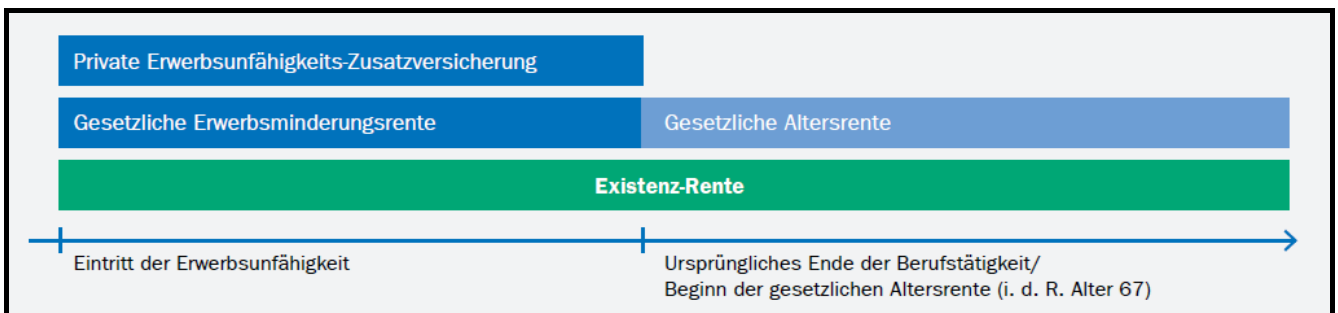 Private Erwerbsunfähigkeits-Zusatzversicherung
Gesetzliche Erwerbsminderungsrente
Gesetzliche Altersrente
Existenz-Rente
Eintritt der Erwerbsunfähigkeit
Ursprüngliches Ende der Berufstätigkeit/
Beginn der gesetzlichen Altersrente (i. d. R. Alter 67)